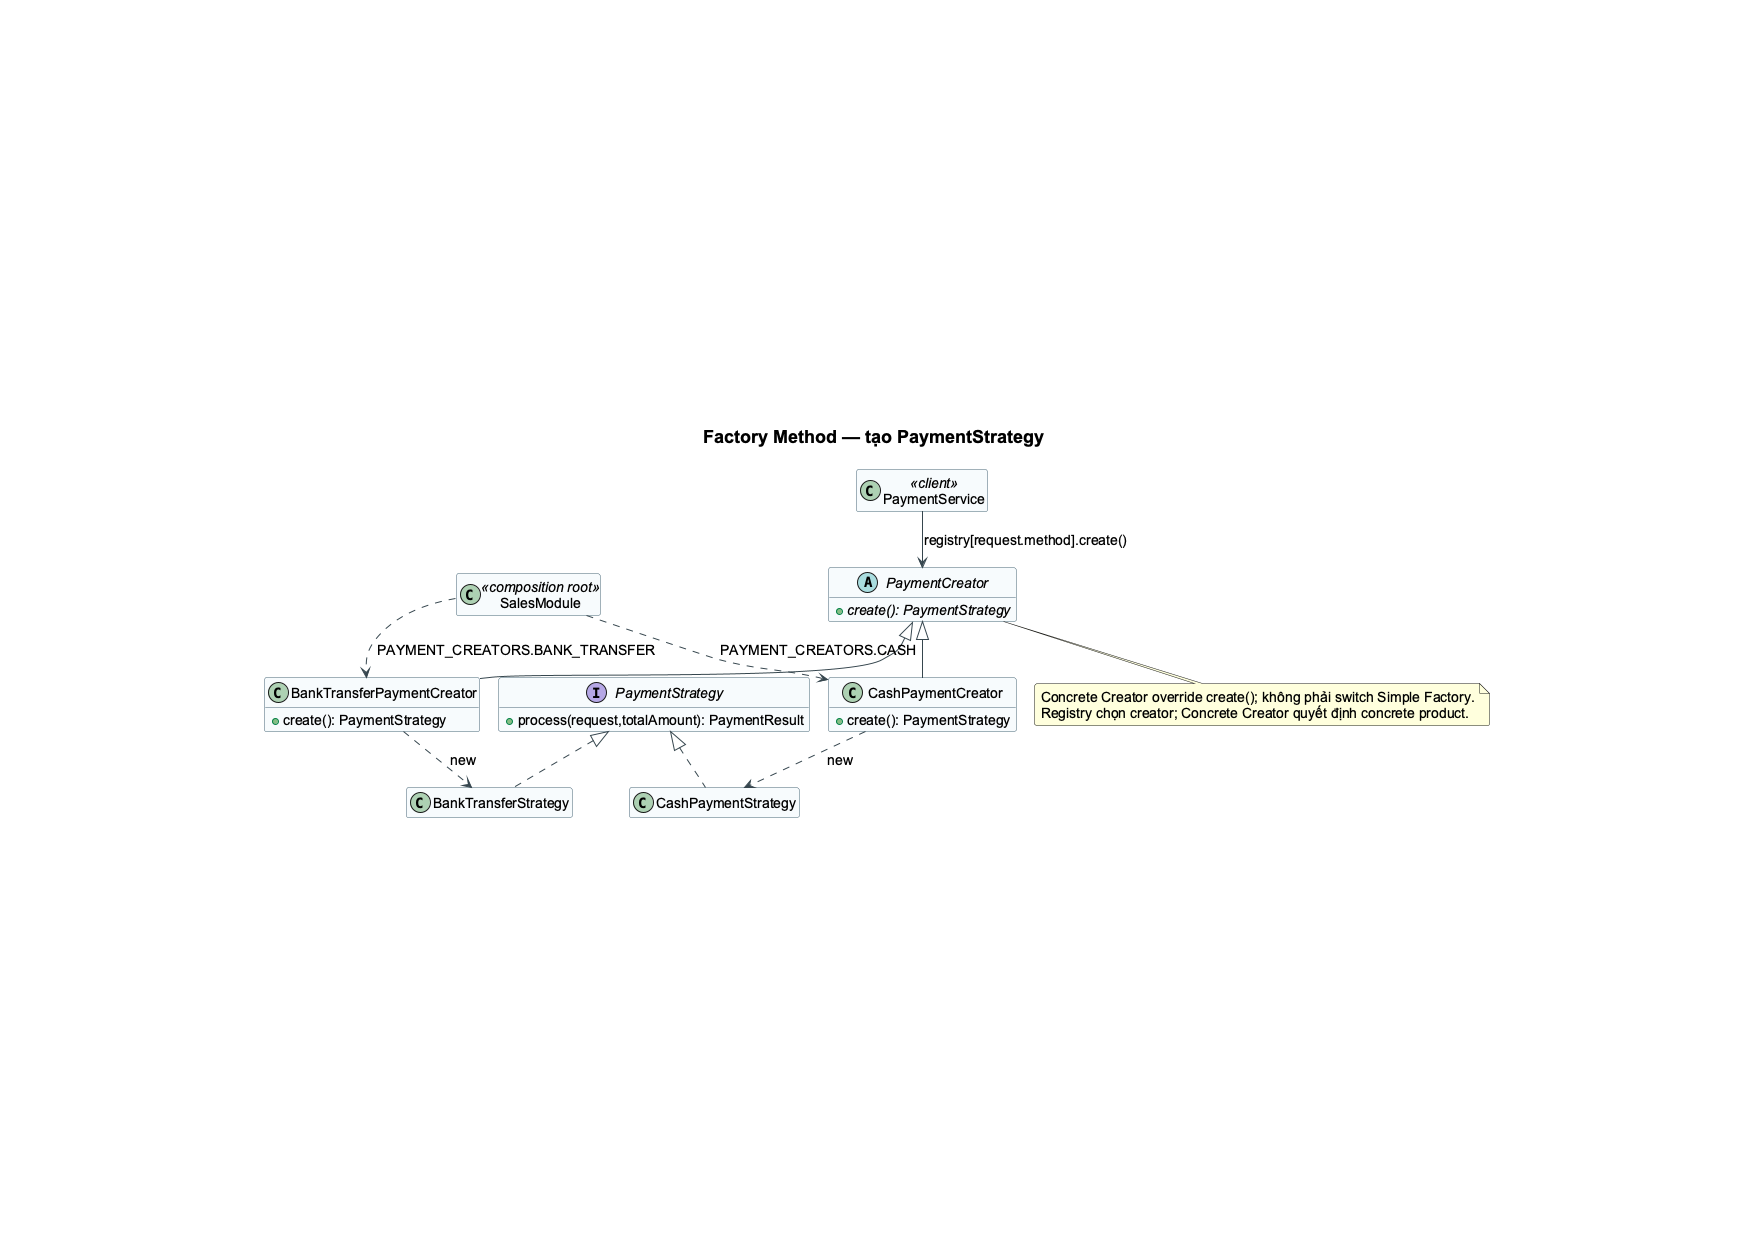 Factory Method — tạo PaymentStrategy
C
«client»
PaymentService
registry[request.method].create()
C
«composition root»
SalesModule
A PaymentCreator
create(): PaymentStrategy
PAYMENT_CREATORS.BANK_TRANSFER
PAYMENT_CREATORS.CASH
C BankTransferPaymentCreator
create(): PaymentStrategy
I PaymentStrategy
process(request,totalAmount): PaymentResult
C CashPaymentCreator
create(): PaymentStrategy
Concrete Creator override create(); không phải switch Simple Factory.
Registry chọn creator; Concrete Creator quyết định concrete product.
new
new
C BankTransferStrategy
C CashPaymentStrategy